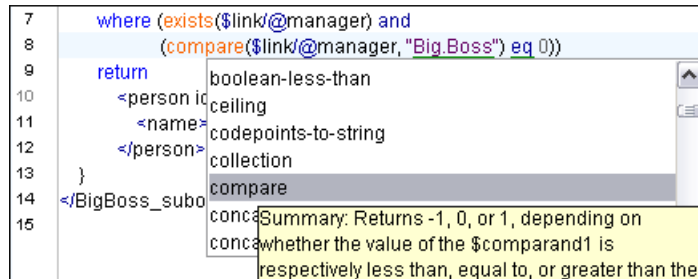 7 where (exists($link/@manager) and
8 (compare($link/@manager, "Big.Boss") eq 0))
9 return
10 <person id
11 <name>
12 </person>
13 }
14 </BigBoss_subo
15
boolean-less-than
ceiling
codepoints-to-string
collection
compare
conca
conca
Summary: Returns -1, 0, or 1, depending on
whether the value of the $comparand1 is
respectively less than, equal to, or greater than the